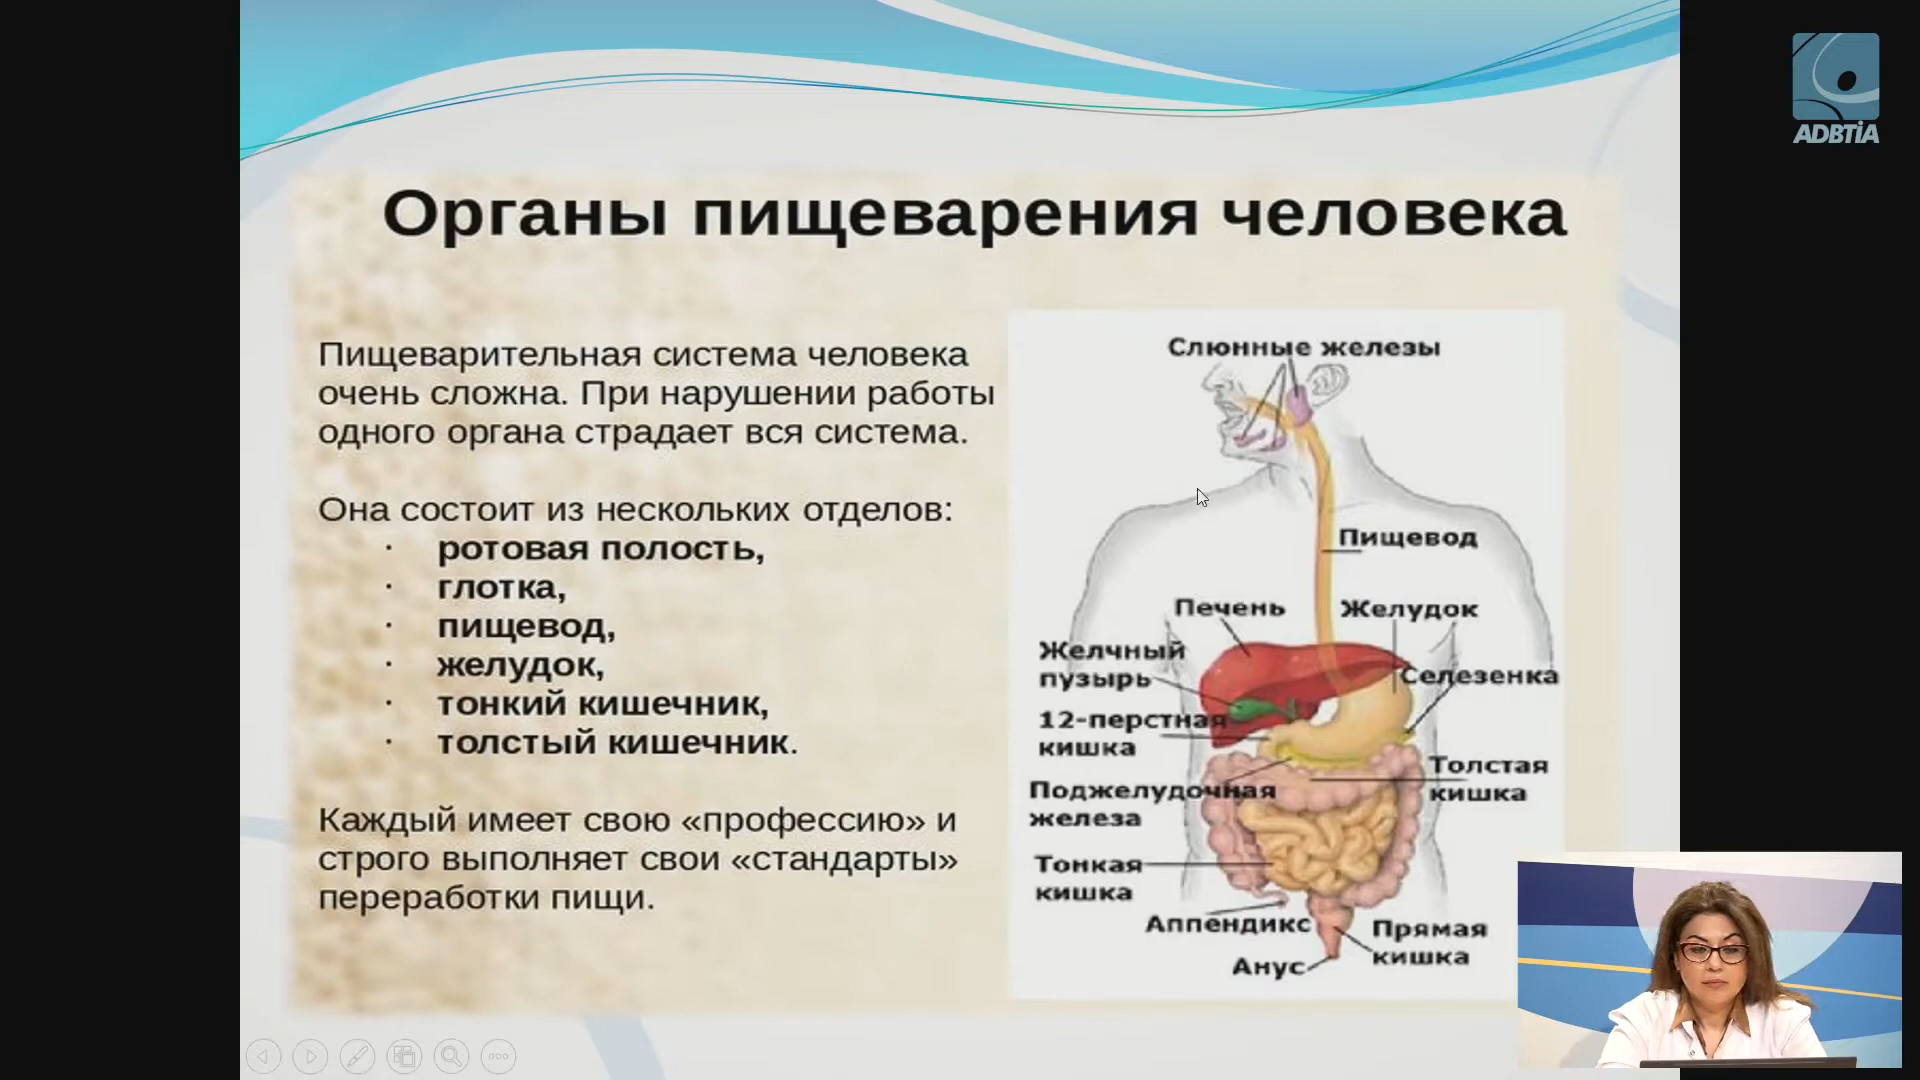 ADBTİA
Органы пищеварения человека
Пищеварительная система человека
очень сложна. При нарушении работы
одного органа страдает вся система.
Она состоит из нескольких отделов:
· ротовая полость,
· глотка,
· пищевод,
· желудок,
· тонкий кишечник,
· толстый кишечник.
Каждый имеет свою «профессию» и
строго выполняет свои «стандарты»
переработки пищи.
Слюнные железы
Пищевод
Печень
Желудок
Желчный
пузырь
Селезенка
12-перстная
кишка
Толстая
кишка
Поджелудочная
железа
Тонкая
кишка
Аппендикс
Прямая
кишка
Анус